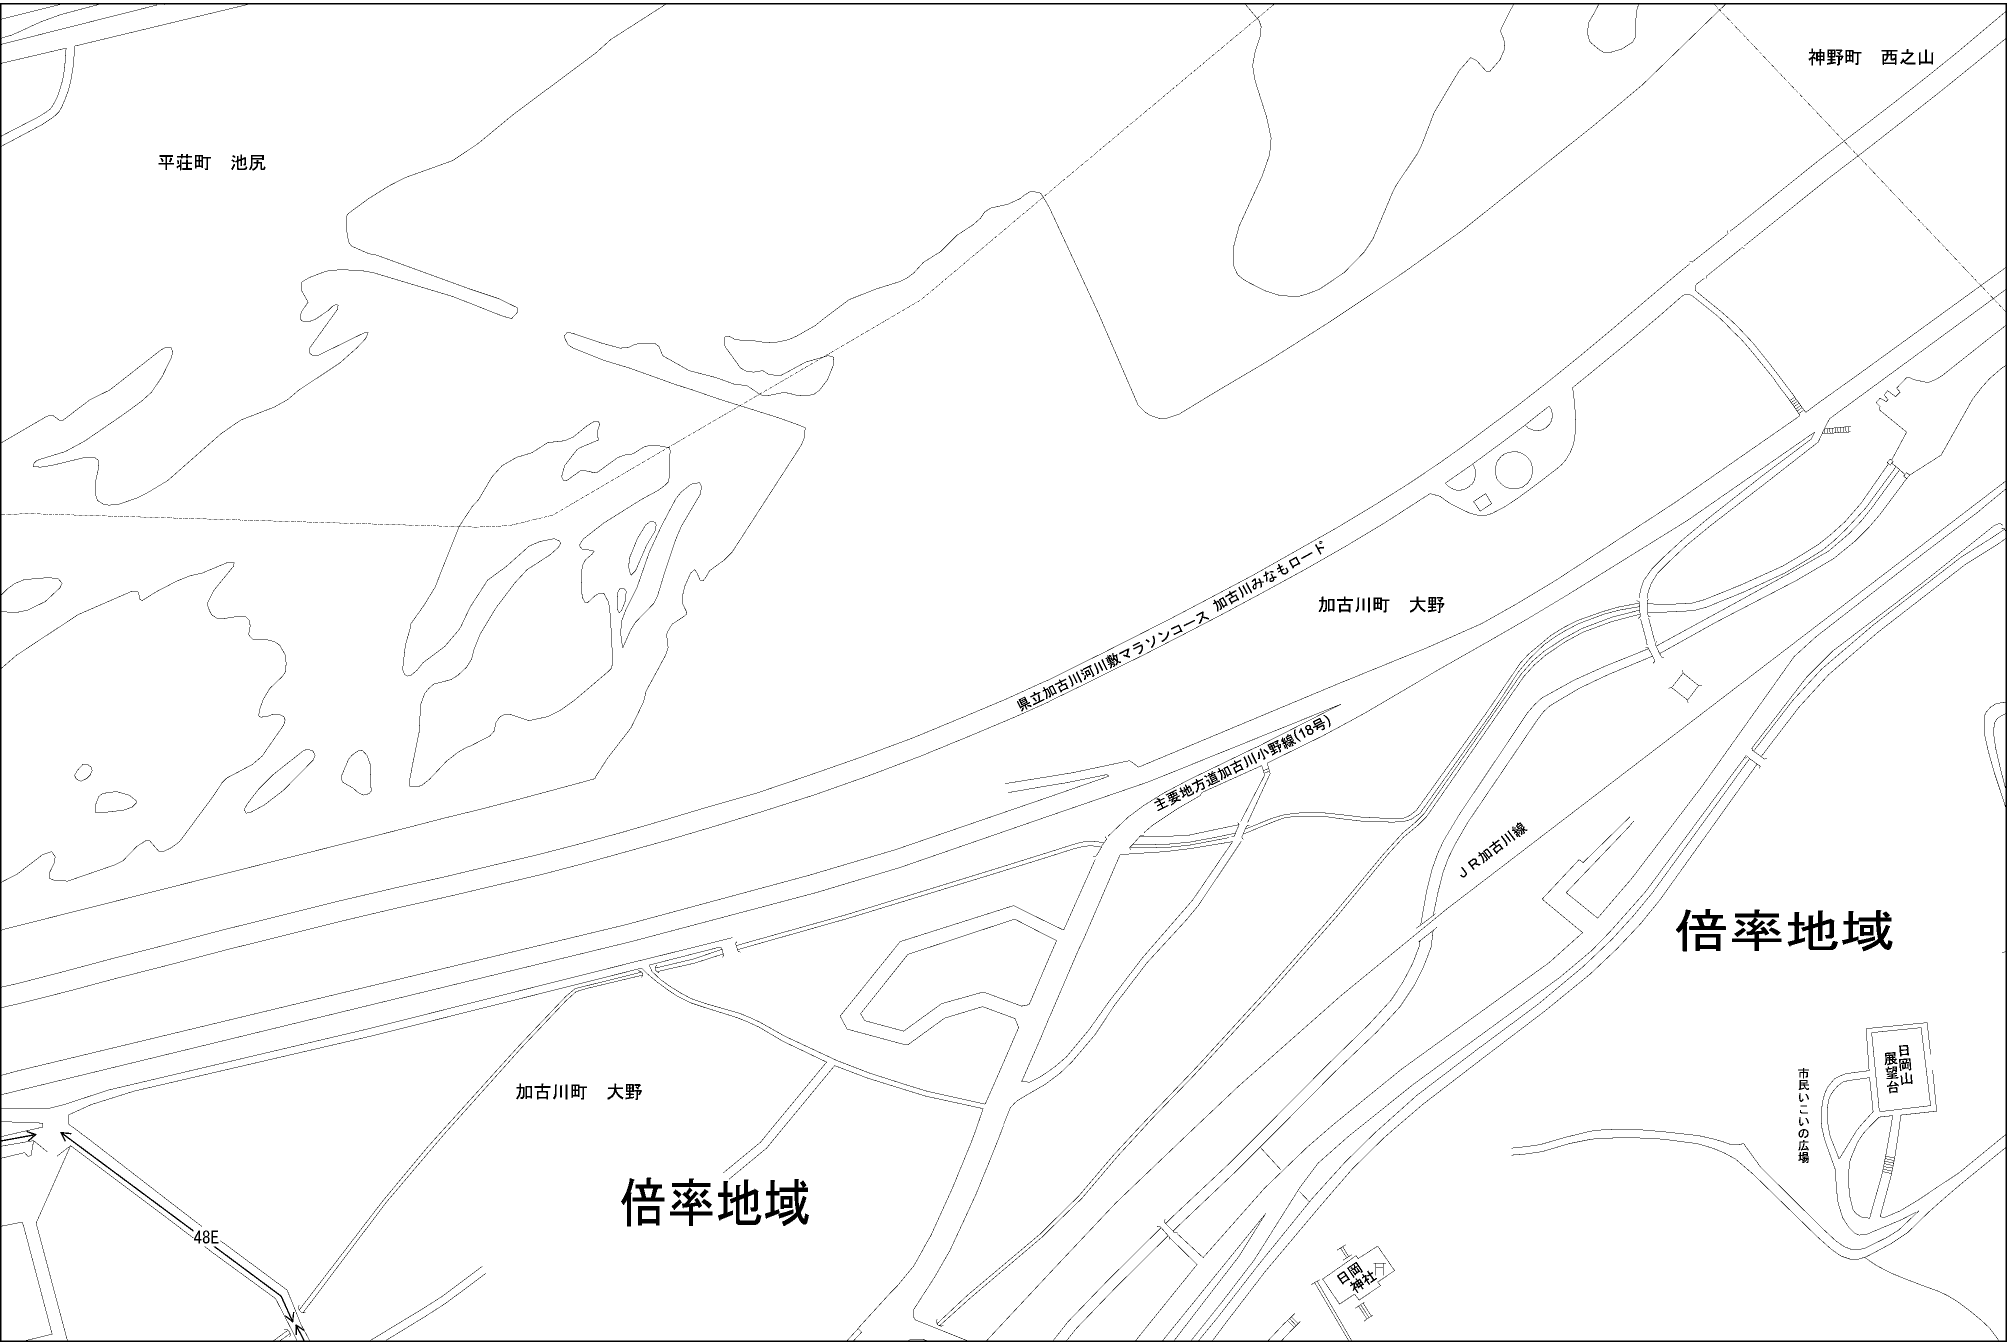 神野町　西之山
平荘町　池尻
県立加古川河川敷マラソンコース 加古川みなもロード
加古川町　大野
主要地方道加古川小野線(18号)
ＪＲ加古川線
倍率地域
日岡山
展望台
市民いこいの広場
加古川町　大野
倍率地域
48E
日岡
神社